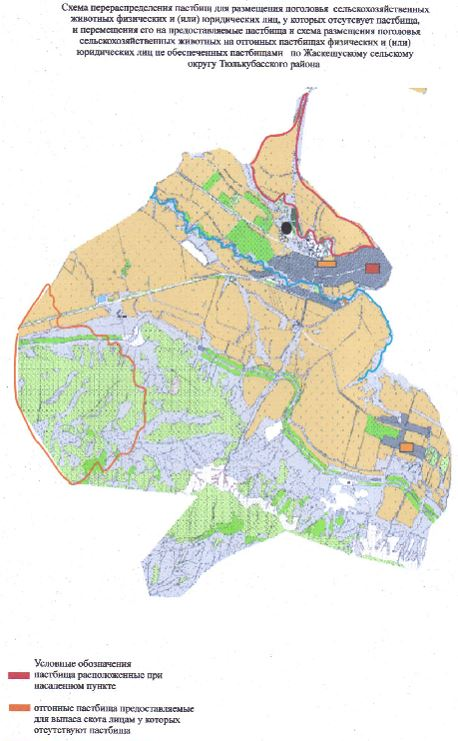 Схема перераспределения пастбищ для размещения поголовья сельскохозяйственных
животных физических и (или) юридических лиц, у которых отсутсвует пастбища,
и перемещения его на предоставляемые пастбища и схема размещения поголовья
сельскохозяйственных животных на отгонных пастбищах физических и (или)
юридических лиц не обеспеченных пастбищами по Жаскешускому сельскому
округу Тюлькубасского района
Условные обозначения
пастбища расположенные при
населенном пункте
отгонные пастбища предоставляемые
для выпаса скота лицам у которых
отсутствуют пастбища